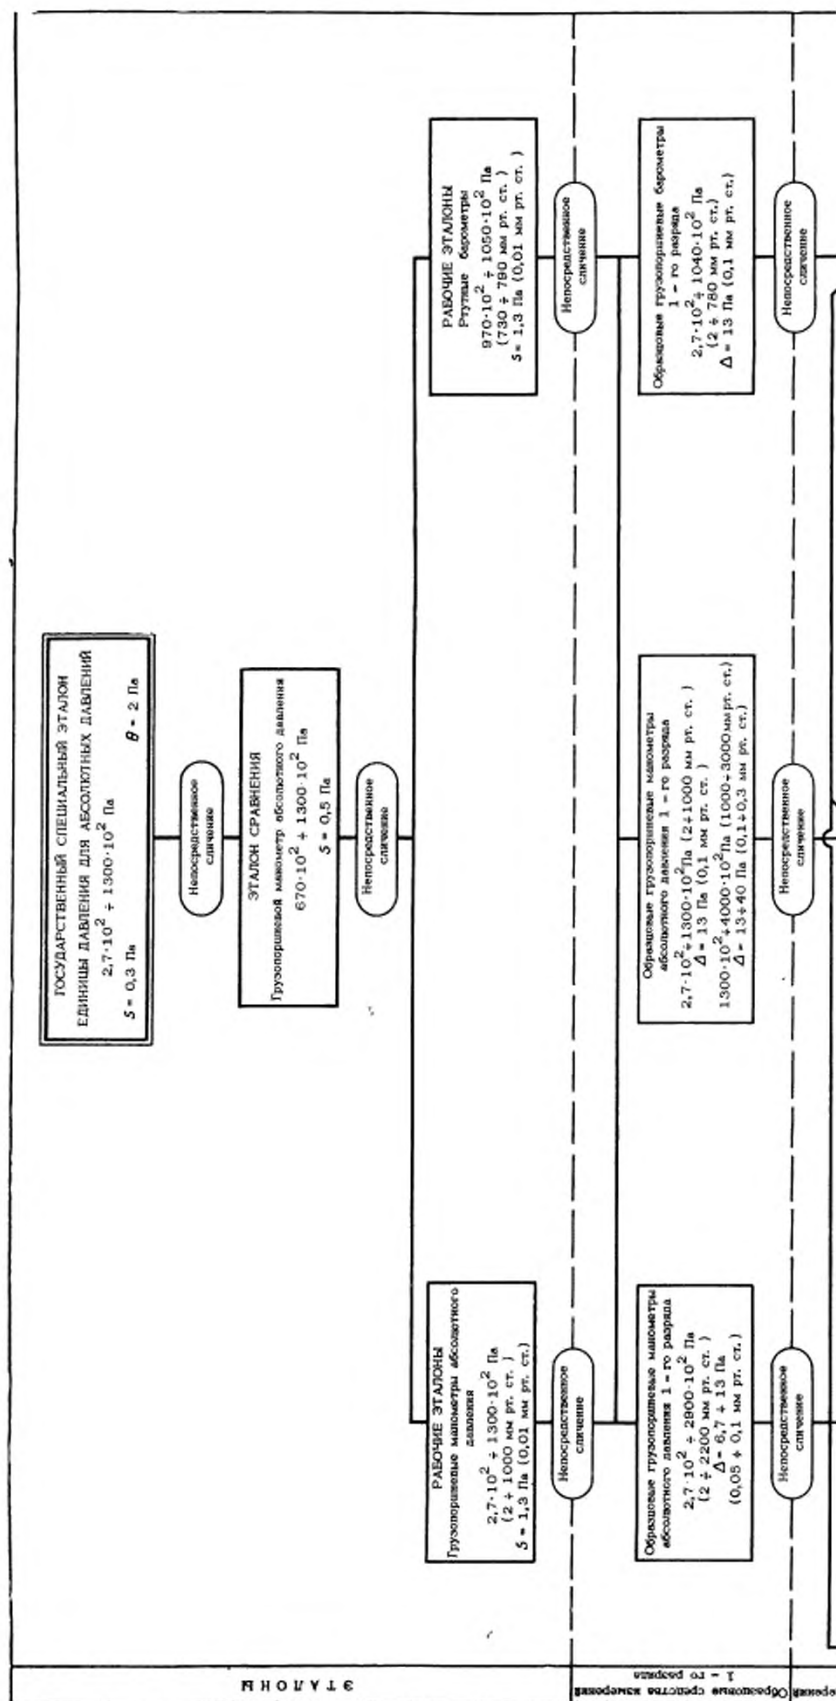 ГОСУДАРСТВЕННЫЙ СПЕЦИАЛЬНЫЙ ЭТАЛОН
ЕДИНИЦЫ ДАВЛЕНИЯ ДЛЯ АБСОЛЮТНЫХ ДАВЛЕНИЙ
2,7·10² ÷ 1300·10² Па
S = 0,3 Па θ = 2 Па
Непосредственное
сличение
ЭТАЛОН СРАВНЕНИЯ
Грузопоршневой манометр абсолютного давления
670·10² ÷ 1300·10² Па
S = 0,5 Па
Непосредственное
сличение
РАБОЧИЕ ЭТАЛОНЫ
Грузопоршневые манометры абсолютного
давления
2,7·10² ÷ 1300·10² Па
(2 ÷ 1000 мм рт. ст. )
S = 1,3 Па (0,01 мм рт. ст.)
РАБОЧИЕ ЭТАЛОНЫ
Ртутные барометры
970·10² ÷ 1050·10² Па
(730 ÷ 790 мм рт. ст. )
S = 1,3 Па (0,01 мм рт. ст. )
Непосредственное
сличение
Непосредственное
сличение
Образцовые грузопоршневые манометры
абсолютного давления 1 - го разряда
2,7·10² ÷ 2900·10² Па
(2 ÷ 2200 мм рт. ст. )
Δ = 6,7 ÷ 13 Па
(0,05 ÷ 0,1 мм рт. ст.)
Образцовые грузопоршневые манометры
абсолютного давления 1 - го разряда
2,7·10²÷1300·10²Па (2÷1000 мм рт. ст. )
Δ = 13 Па (0,1 мм рт. ст. )
1300·10²÷4000·10²Па (1000÷3000мм рт. ст.)
Δ = 13÷40 Па (0,1÷0,3 мм рт. ст.)
Образцовые грузопоршневые барометры
1 - го разряда
2,7·10² ÷ 1040·10² Па
(2 ÷ 780 мм рт. ст.)
Δ = 13 Па (0,1 мм рт. ст.)
Непосредственное
сличение
Непосредственное
сличение
Непосредственное
сличение
ЭТАЛОНЫ
Образцовые средства измерений
1 - го разряда